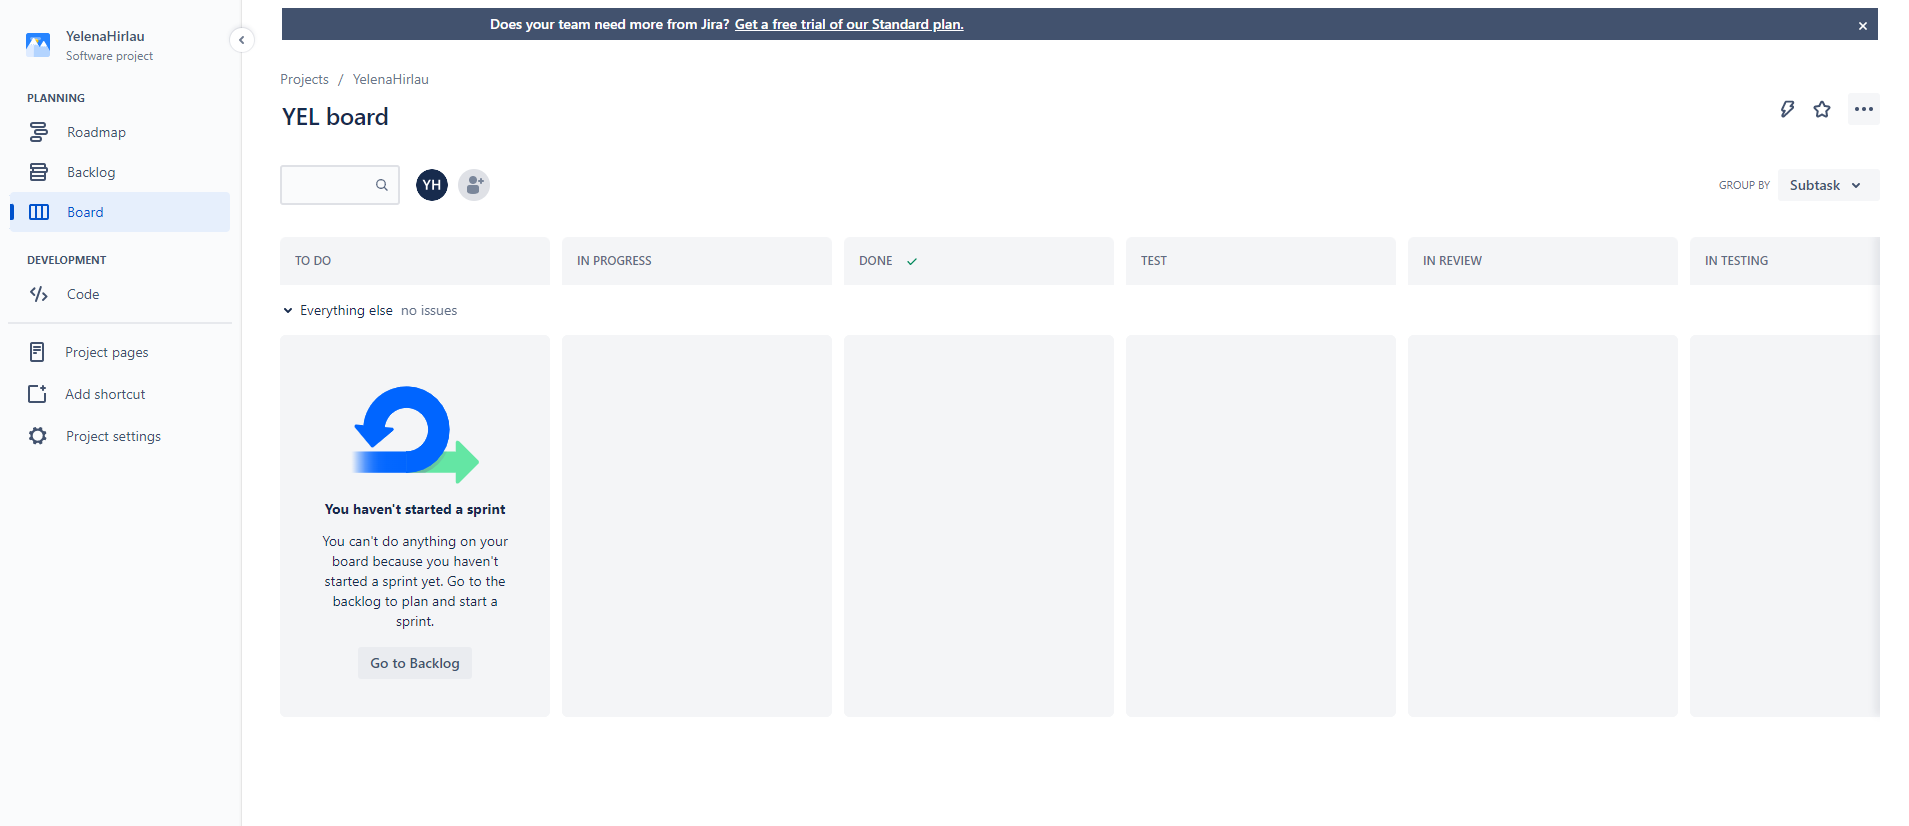 YelenaHirlau
Software project
PLANNING
Roadmap
Backlog
Board
DEVELOPMENT
Code
Project pages
Add shortcut
Project settings
Does your team need more from Jira? Get a free trial of our Standard plan.
Projects / YelenaHirlau
YEL board
YH
GROUP BY Subtask
TO DO
IN PROGRESS
DONE
TEST
IN REVIEW
IN TESTING
Everything else no issues
You haven't started a sprint
You can't do anything on your
board because you haven't
started a sprint yet. Go to the
backlog to plan and start a
sprint.
Go to Backlog